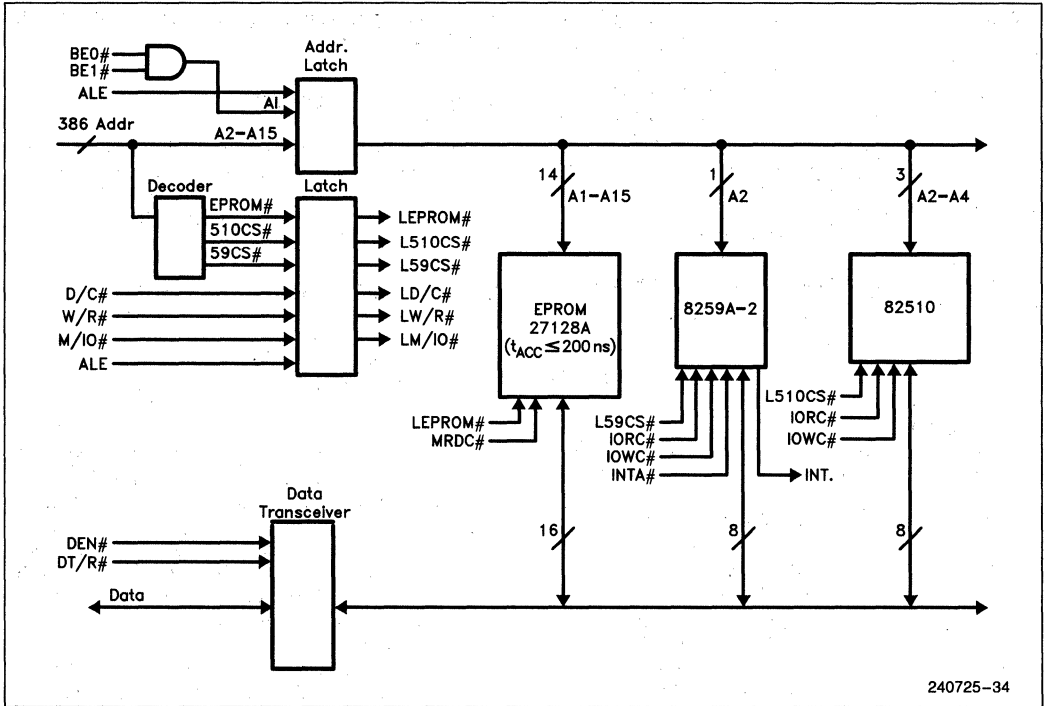 BE0#
BE1#
ALE
Addr.
Latch
A1
386 Addr
A2-A15
Decoder
Latch
EPROM#
510CS#
59CS#
D/C#
W/R#
M/IO#
ALE
LEPROM#
L510CS#
L59CS#
LD/C#
LW/R#
LM/IO#
14
A1-A15
1
A2
3
A2-A4
EPROM
27128A
(tACC≤200ns)
8259A-2
82510
LEPROM#
MRDC#
L59CS#
IORC#
IOWC#
INTA#
INT.
L510CS#
IORC#
IOWC#
Data
Transceiver
DEN#
DT/R#
Data
16
8
8
240725-34